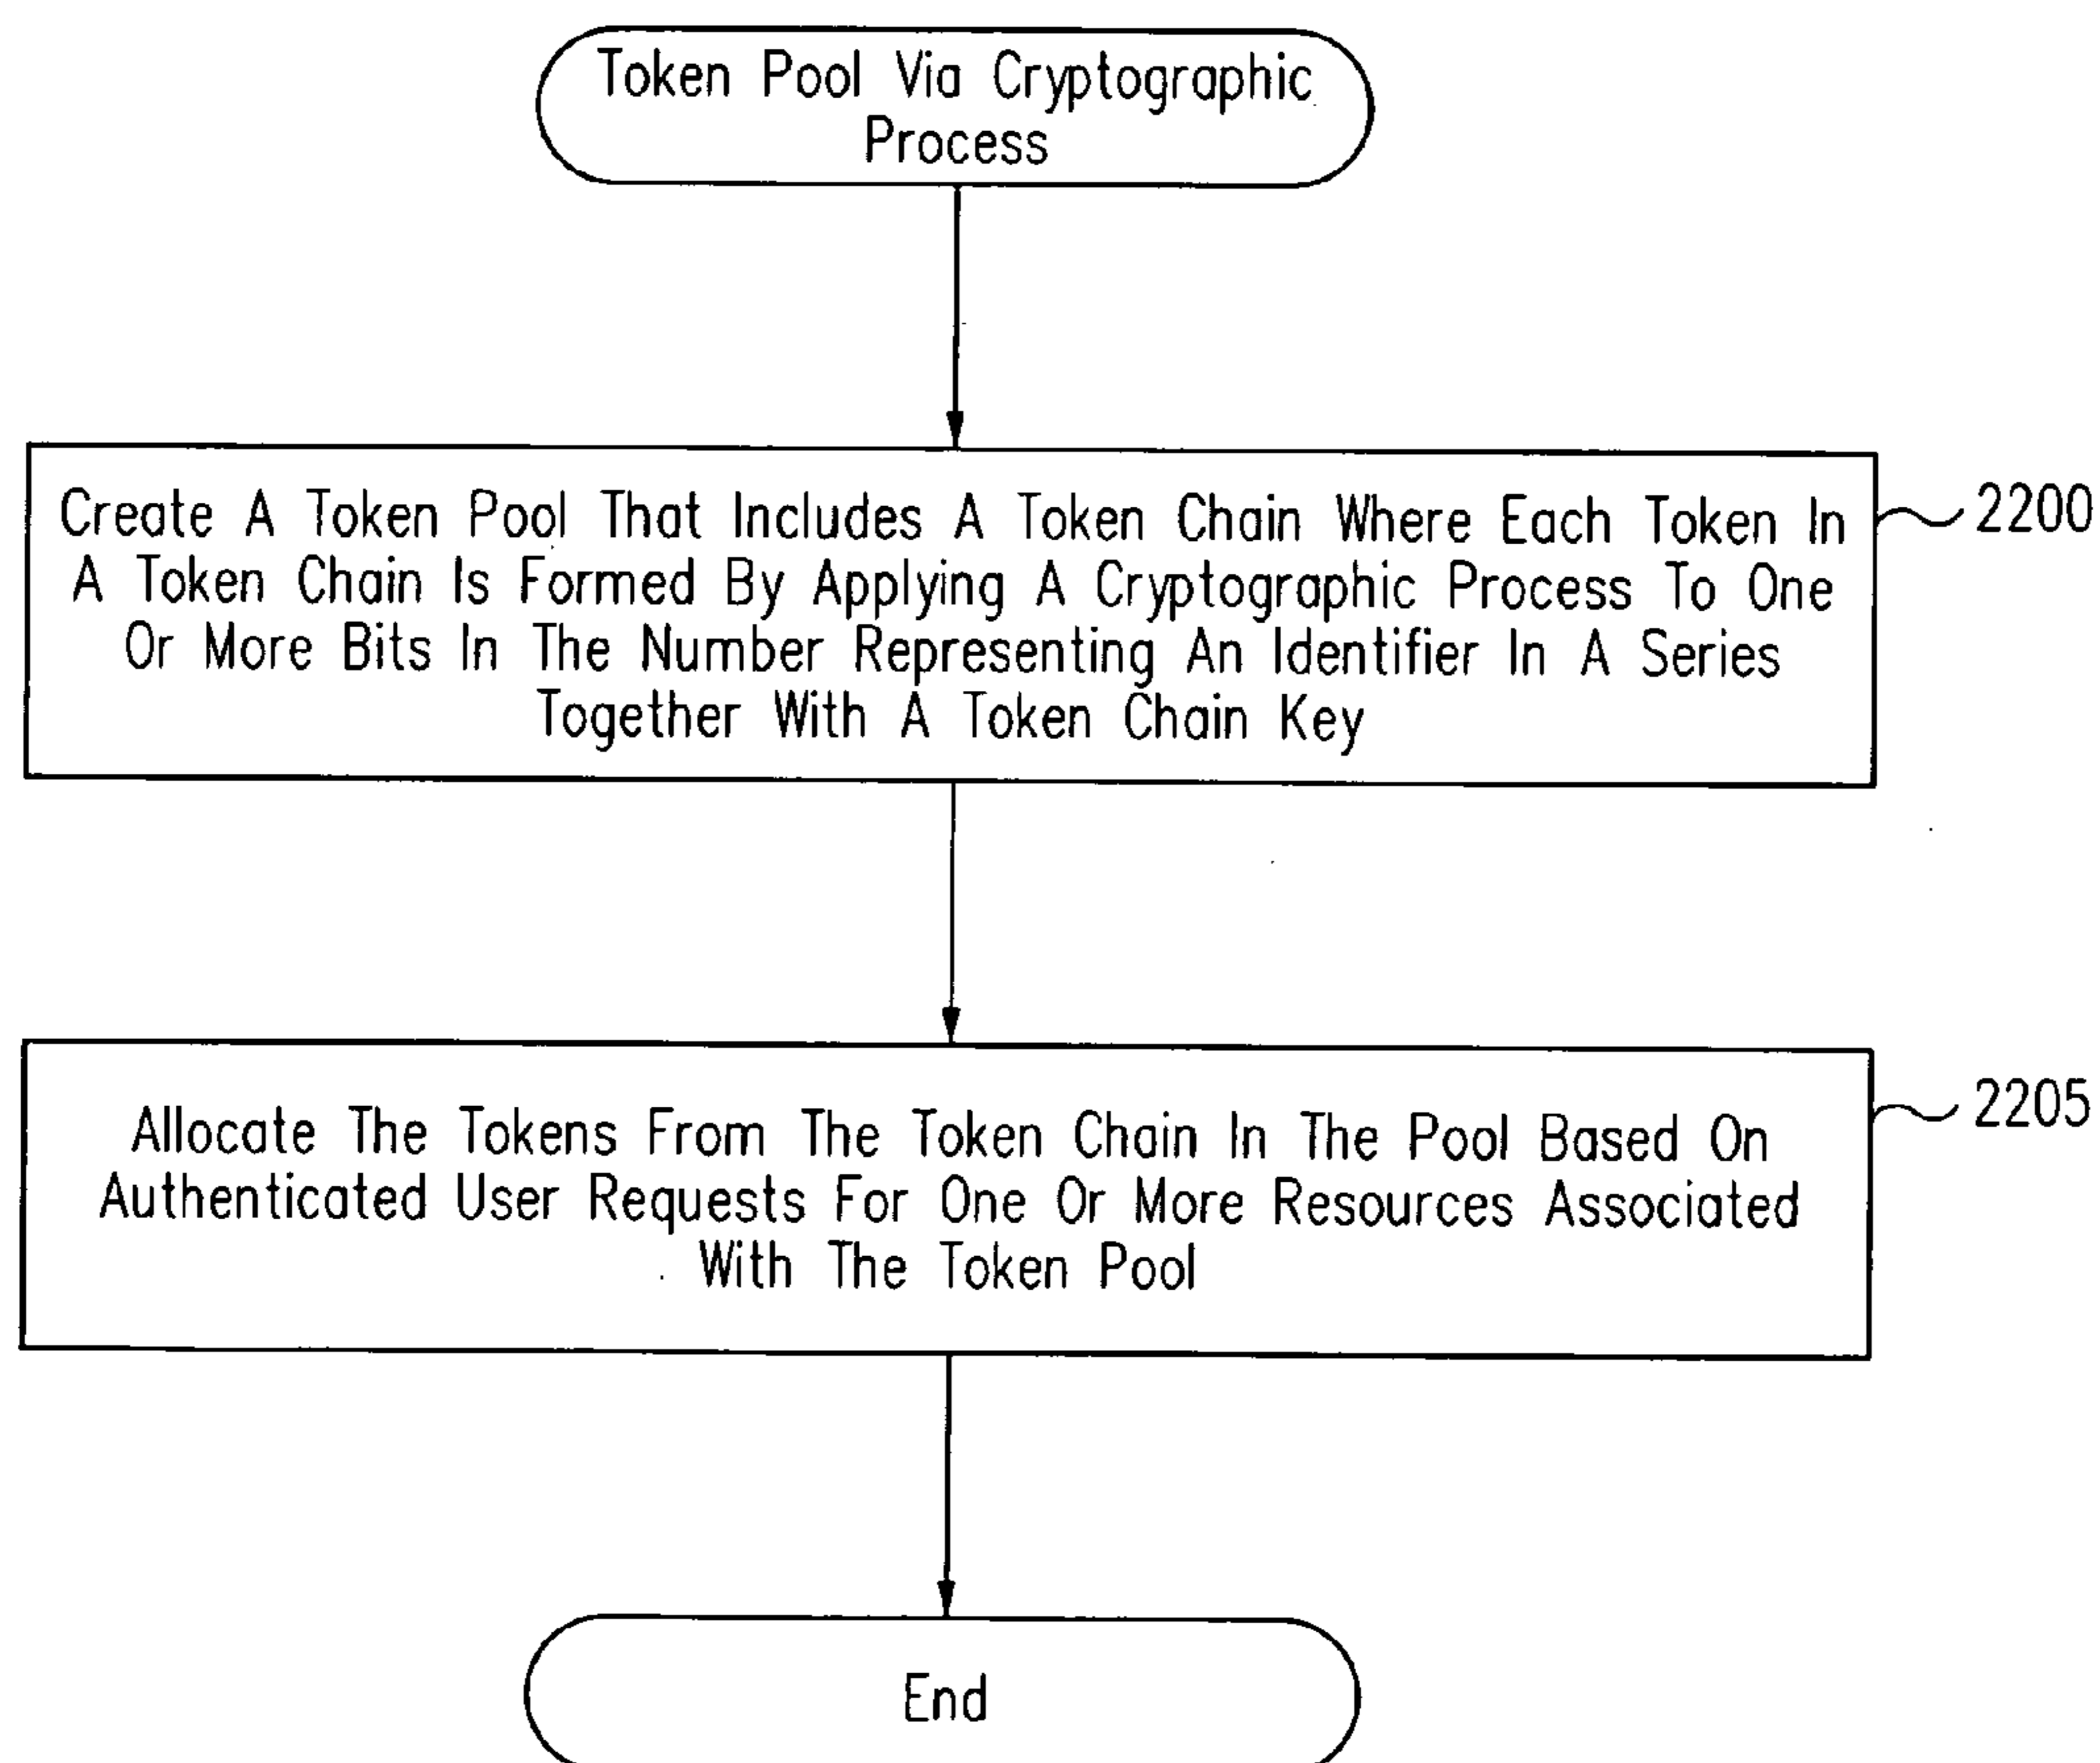 Token Pool Via Cryptographic
Process
Create A Token Pool That Includes A Token Chain Where Each Token In
A Token Chain Is Formed By Applying A Cryptographic Process To One
Or More Bits In The Number Representing An Identifier In A Series
Together With A Token Chain Key
2200
Allocate The Tokens From The Token Chain In The Pool Based On
Authenticated User Requests For One Or More Resources Associated
With The Token Pool
2205
End